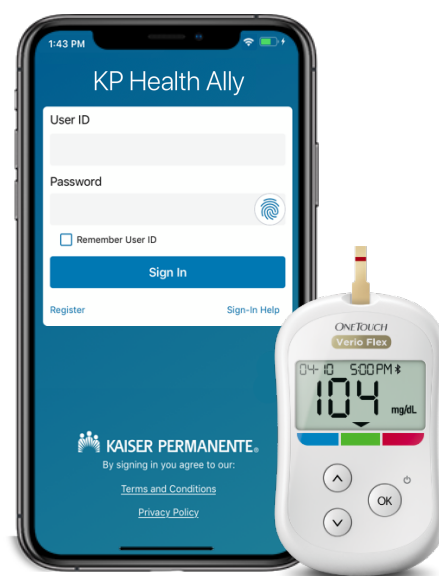 1:43 PM
KP Health Ally
User ID
Password
Remember User ID
Sign In
Register
Sign-In Help
KAISER PERMANENTE®
By signing in you agree to our:
Terms and Conditions
Privacy Policy
ONETOUCH
Verio Flex
04-10 5:00PM
104
mg/dL
OK